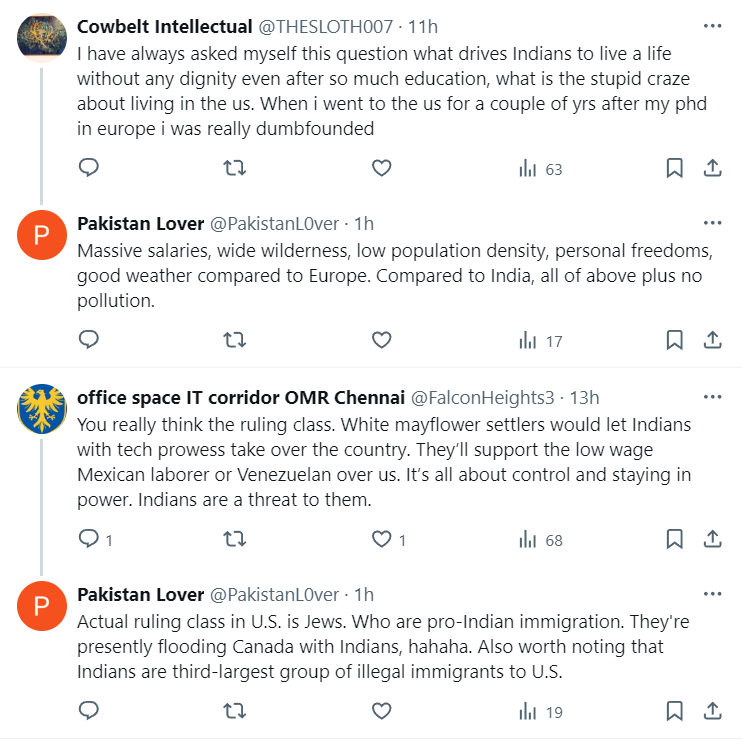 Cowbelt Intellectual @THESLOTH007 · 11h
I have always asked myself this question what drives Indians to live a life
without any dignity even after so much education, what is the stupid craze
about living in the us. When i went to the us for a couple of yrs after my phd
in europe i was really dumbfounded
63
P
Pakistan Lover @PakistanL0ver · 1h
Massive salaries, wide wilderness, low population density, personal freedoms,
good weather compared to Europe. Compared to India, all of above plus no
pollution.
17
office space IT corridor OMR Chennai @FalconHeights3 · 13h
You really think the ruling class. White mayflower settlers would let Indians
with tech prowess take over the country. They’ll support the low wage
Mexican laborer or Venezuelan over us. It’s all about control and staying in
power. Indians are a threat to them.
1 1 68
P
Pakistan Lover @PakistanL0ver · 1h
Actual ruling class in U.S. is Jews. Who are pro-Indian immigration. They're
presently flooding Canada with Indians, hahaha. Also worth noting that
Indians are third-largest group of illegal immigrants to U.S.
19